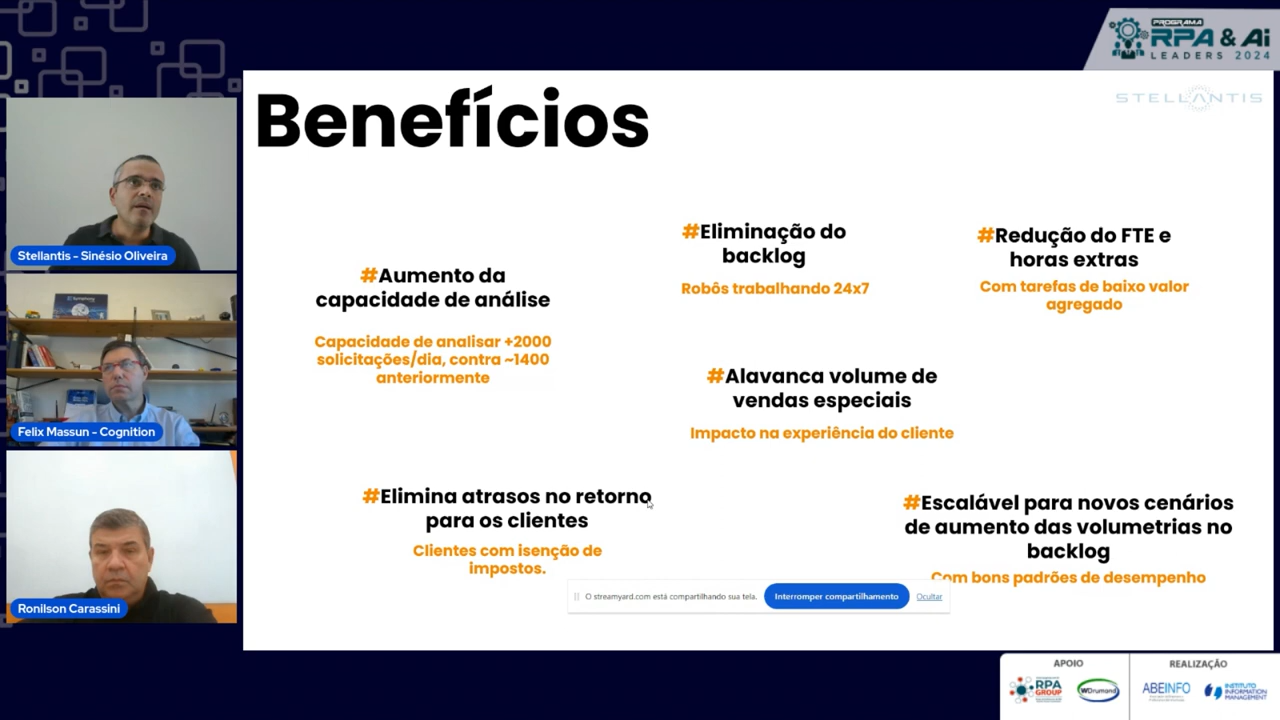 PROGRAMA
RPA & Ai
LEADERS 2024
STELLANTIS
Benefícios
#Aumento da
capacidade de análise
Capacidade de analisar +2000
solicitações/dia, contra ~1400
anteriormente
#Eliminação do
backlog
Robôs trabalhando 24x7
#Redução do FTE e
horas extras
Com tarefas de baixo valor
agregado
#Alavanca volume de
vendas especiais
Impacto na experiência do cliente
#Elimina atrasos no retorno
para os clientes
Clientes com isenção de
impostos.
#Escalável para novos cenários
de aumento das volumetrias no
backlog
Com bons padrões de desempenho
O streamyard.com está compartilhando sua tela.
Interromper compartilhamento
Ocultar
Stellantis - Sinésio Oliveira
Felix Massun - Cognition
Ronilson Carassini
APOIO
RPA
GROUP
WDrumond
REALIZAÇÃO
ABEINFO
INSTITUTO
INFORMATION
MANAGEMENT